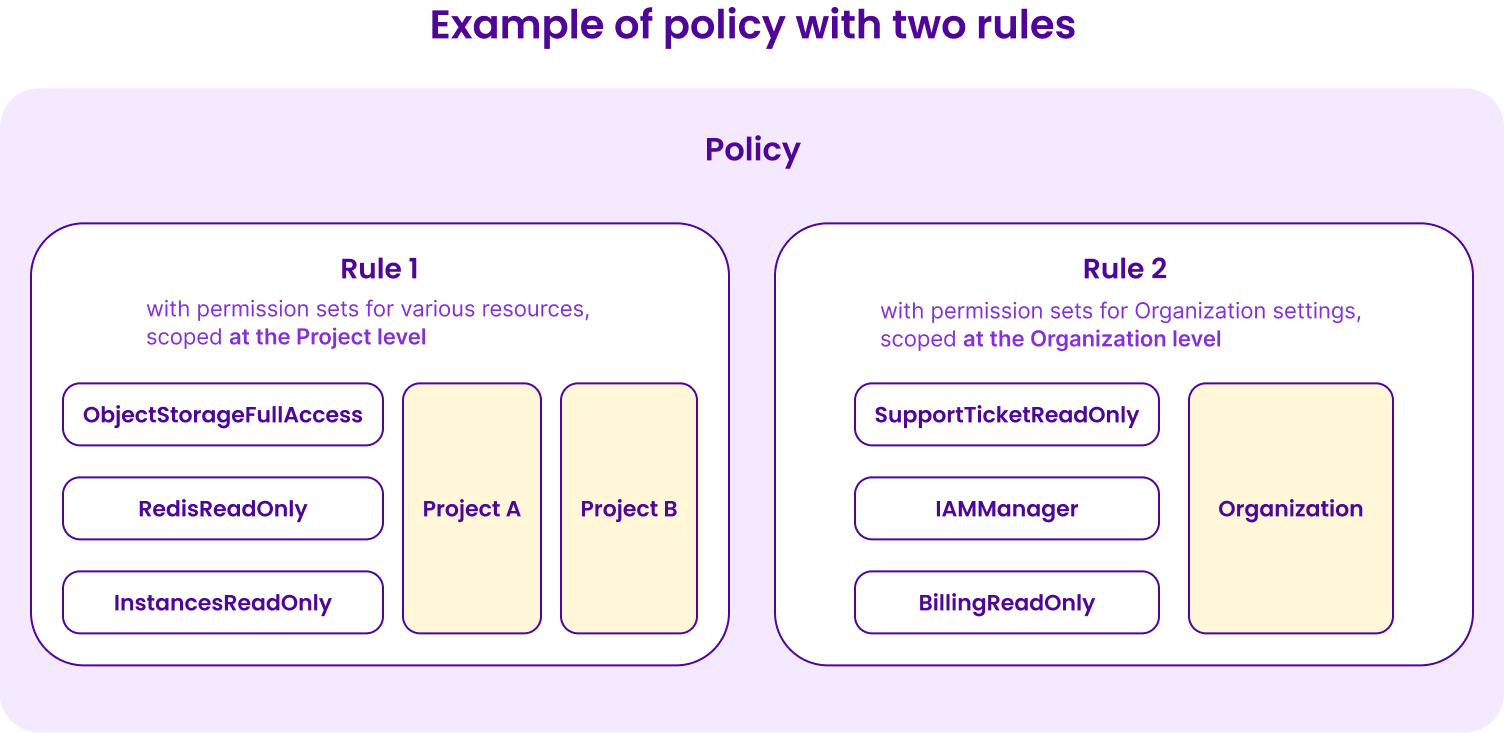 Example of policy with two rules
Policy
Rule 1
with permission sets for various resources,
scoped at the Project level
ObjectStorageFullAccess
RedisReadOnly
InstancesReadOnly
Project A
Project B
Rule 2
with permission sets for Organization settings,
scoped at the Organization level
SupportTicketReadOnly
IAMManager
BillingReadOnly
Organization